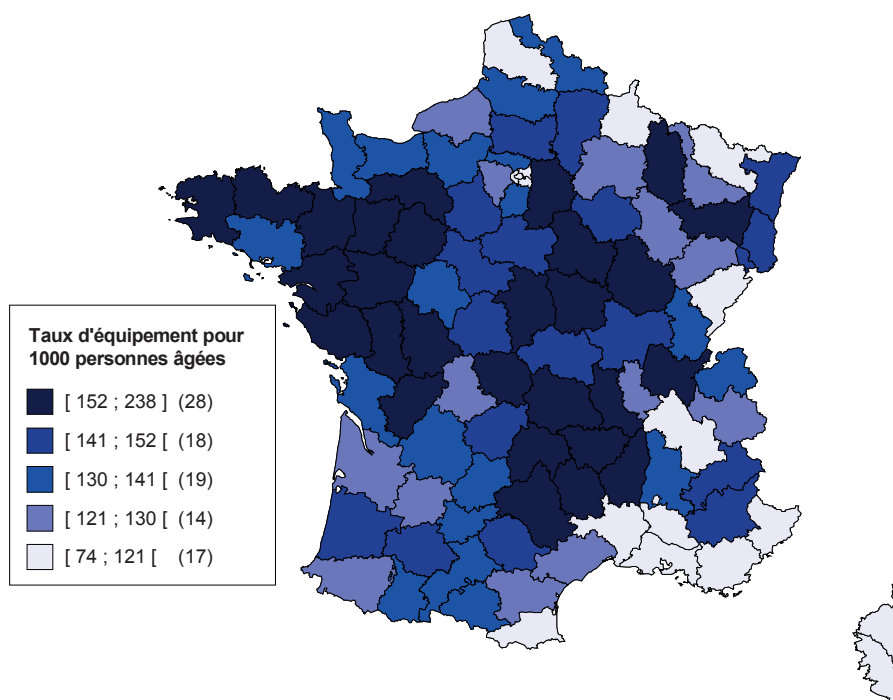 Taux d'équipement pour
1000 personnes âgées
[ 152 ; 238 ] (28)
[ 141 ; 152 [ (18)
[ 130 ; 141 [ (19)
[ 121 ; 130 [ (14)
[ 74 ; 121 [ (17)